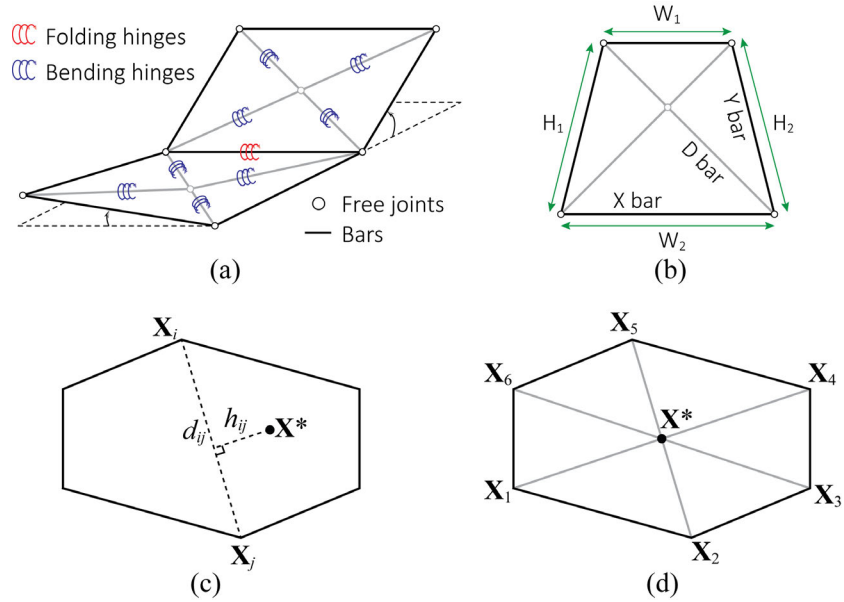 Folding hinges
Bending hinges
Free joints
Bars
(a)
W₁
H₁
H₂
Y bar
D bar
X bar
W₂
(b)
Xᵢ
dᵢⱼ
hᵢⱼ
X*
Xⱼ
(c)
X₅
X₆
X₄
X*
X₁
X₃
X₂
(d)